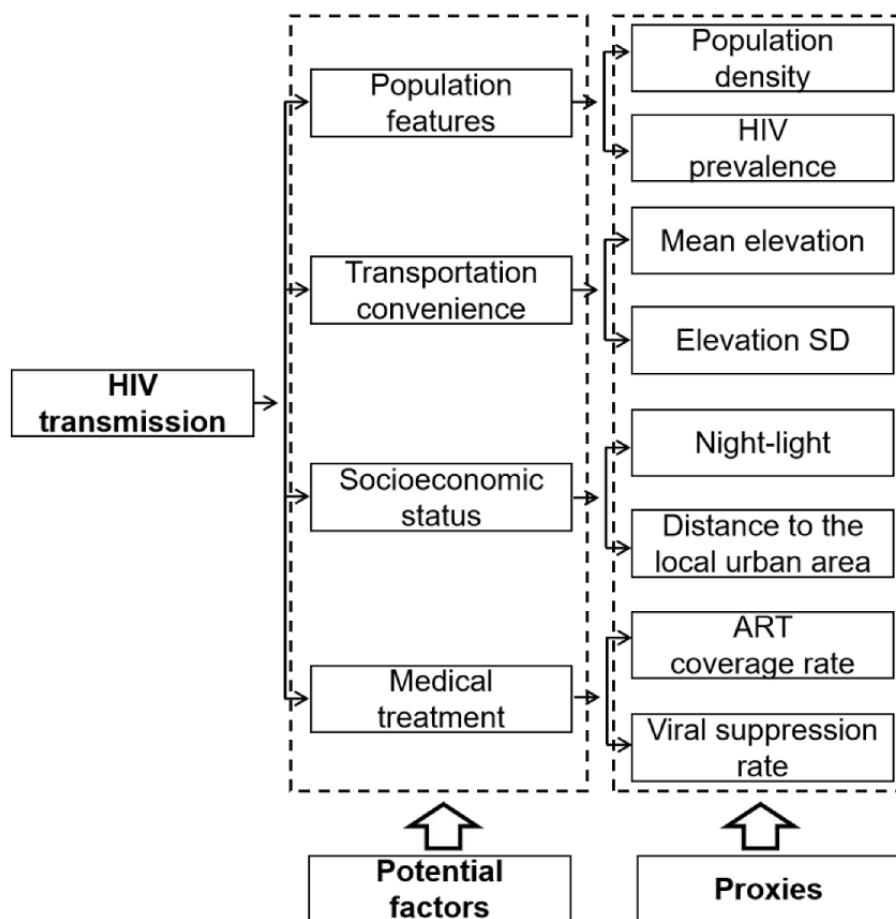 Population
density
Population
features
HIV
prevalence
Mean elevation
Transportation
convenience
Elevation SD
HIV
transmission
Night-light
Socioeconomic
status
Distance to the
local urban area
ART
coverage rate
Medical
treatment
Viral suppression
rate
Potential
factors
Proxies